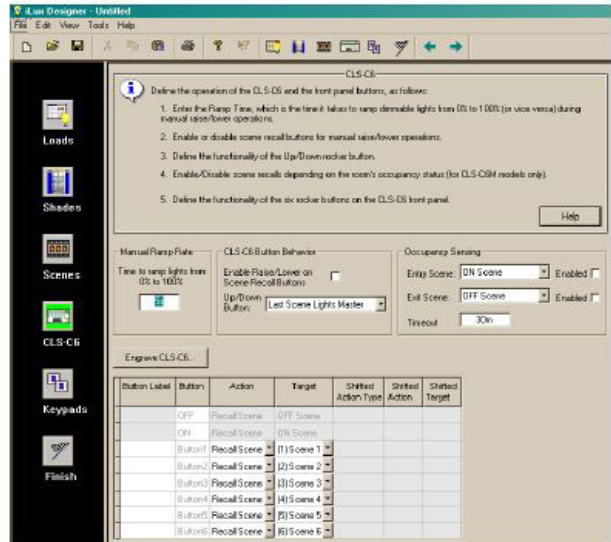 iLux Designer - Untitled
File Edit View Tools Help
CLS-C6
Define the operation of the CLS-C6 and the front panel buttons, as follows:
1. Enter the Ramp Time, which is the time it takes to ramp dimmable lights from 0% to 100% (or vice versa) during
manual raise/lower operations.
2. Enable or disable scene recall buttons for manual raise/lower operations.
3. Define the functionality of the Up/Down rocker button.
4. Enable/Disable scene recalls depending on the room's occupancy status (for CLS-C6M models only).
5. Define the functionality of the six rocker buttons on the CLS-C6 front panel.
Help
Loads
Shades
Scenes
CLS-C6
Keypads
Finish
Manual Ramp Rate
Time to ramp lights from
0% to 100%
CLS-C6 Button Behavior
Enable Raise/Lower on
Scene Recall Buttons
Up/Down
Button:
Last Scene Lights Master
Occupancy Sensing
Entry Scene: ON Scene Enabled
Exit Scene: OFF Scene Enabled
Timeout 30m
Engrave CLS-C6...
Button Label Button Action Target Shifted Action Type Shifted Action Shifted Target
OFF Recall Scene OFF Scene
ON Recall Scene ON Scene
Button1 Recall Scene (1) Scene 1
Button2 Recall Scene (2) Scene 2
Button3 Recall Scene (3) Scene 3
Button4 Recall Scene (4) Scene 4
Button5 Recall Scene (5) Scene 5
Button6 Recall Scene (6) Scene 6